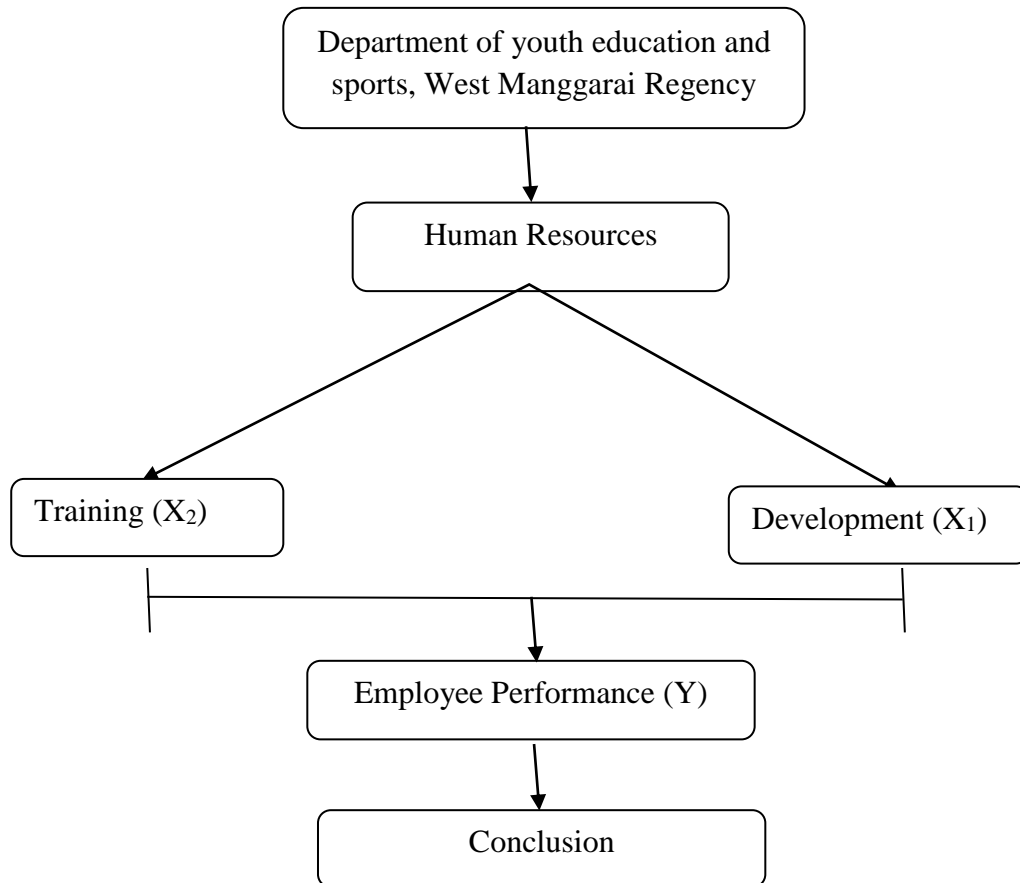 Department of youth education and
sports, West Manggarai Regency
Human Resources
Training (X₂)
Development (X₁)
Employee Performance (Y)
Conclusion